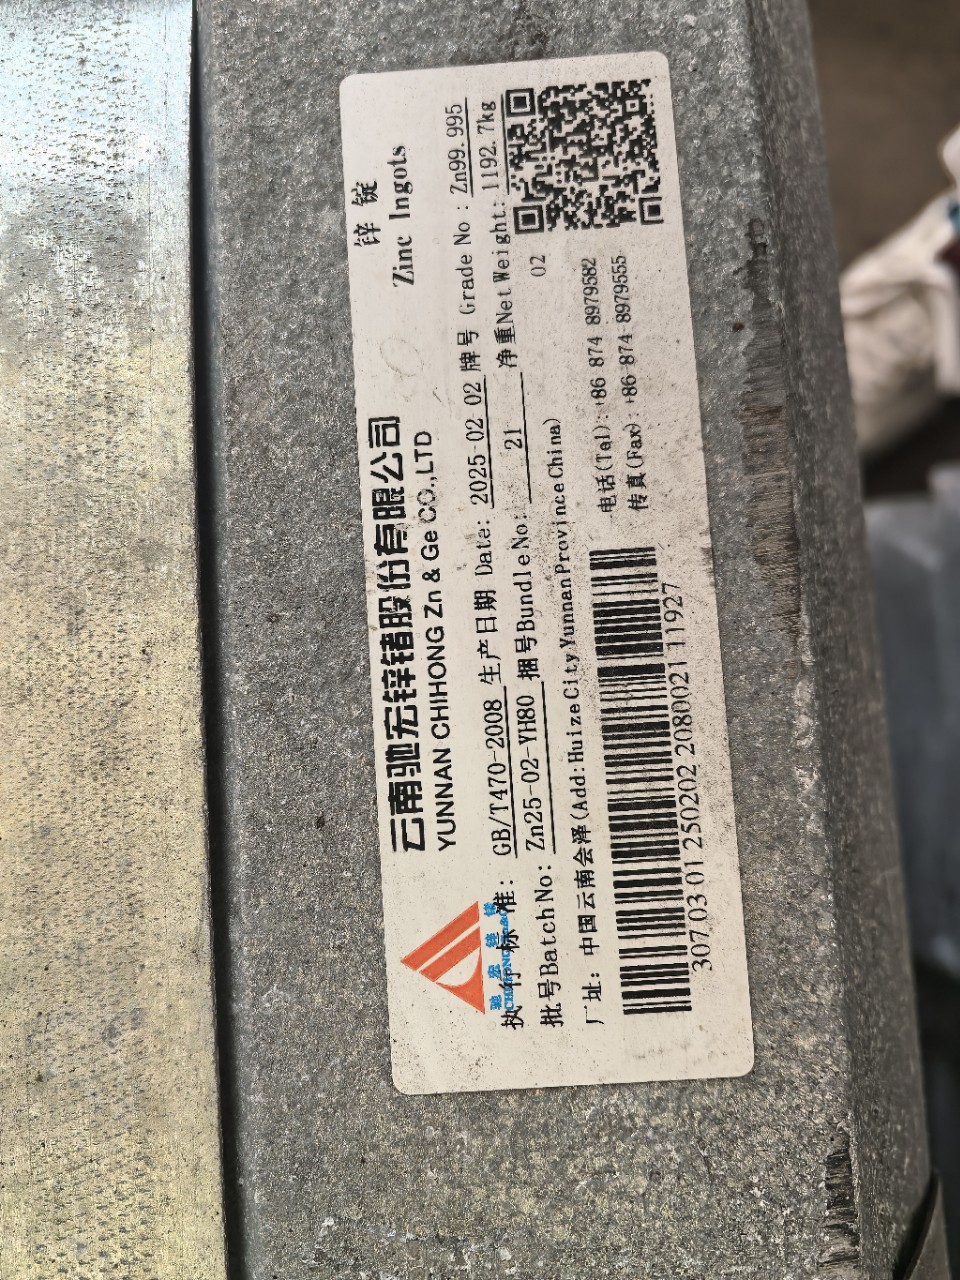 云南驰宏锌锗股份有限公司
YUNNAN CHIHONG Zn & Ge CO.,LTD
锌 锭
Zinc Ingots
驰 宏 锌 锗
执 行 标 准: GB/T470-2008 生产日期 Date: 2025-02-02 牌号 Grade No : Zn99.995
批号Batch No: Zn25-02-YH80 捆号Bundle No: 21 净重Net Weight: 1192.7kg
厂址: 中国云南会泽(Add:Huize City Yunnan Province China) 02
电话(Tel): +86 874 8979582
传真(Fax): +86 874 8979555
30703 01 250202 2080021 11927